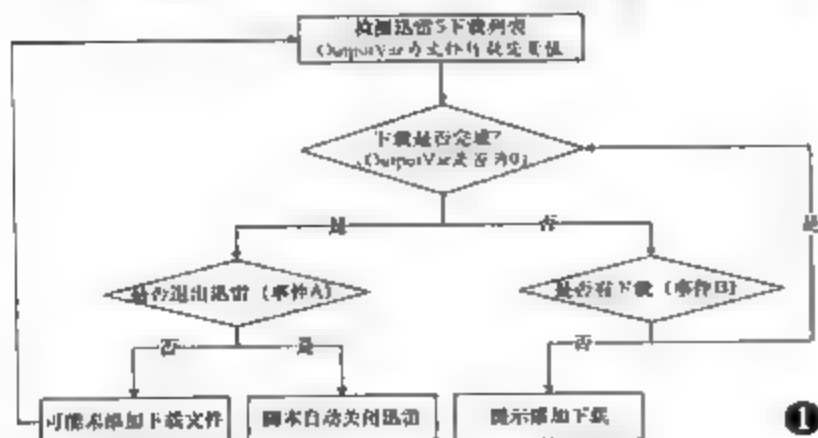 检测迅雷5下载列表
OutputVar为文件下载完毕值
下载是否完成?
(OutputVar是否为0)
是
否
是
是否退出迅雷（事件A）
是否有下载（事件B）
否
是
否
可能未添加下载文件
脚本自动关闭迅雷
提示添加下载
1